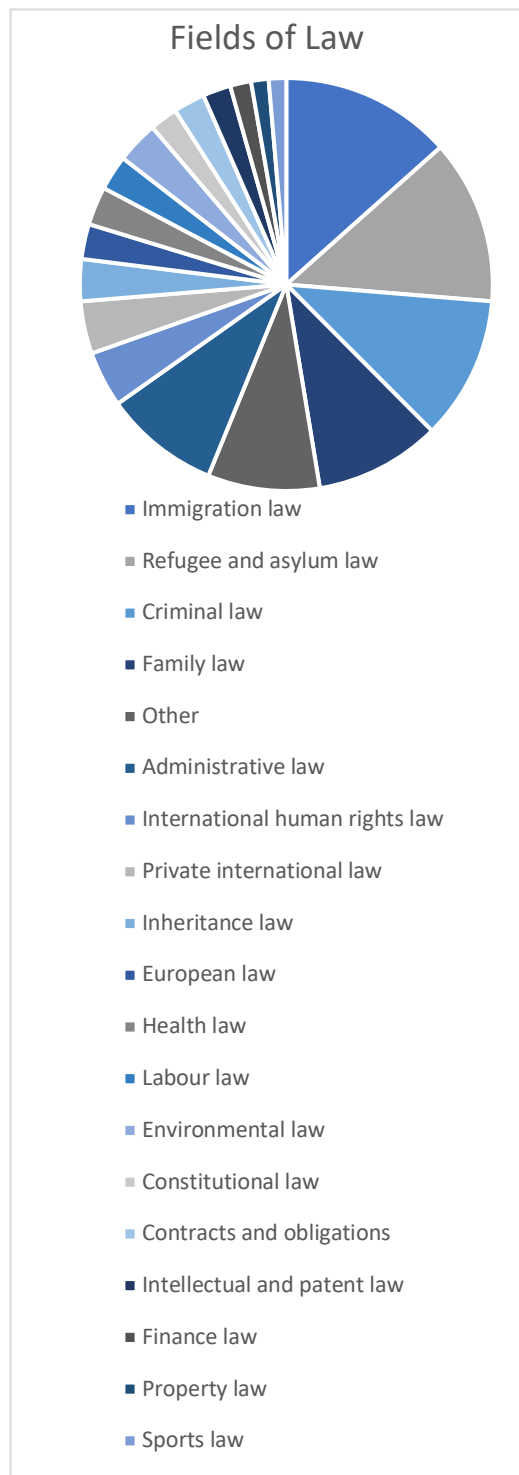 Fields of Law
Immigration law
Refugee and asylum law
Criminal law
Family law
Other
Administrative law
International human rights law
Private international law
Inheritance law
European law
Health law
Labour law
Environmental law
Constitutional law
Contracts and obligations
Intellectual and patent law
Finance law
Property law
Sports law